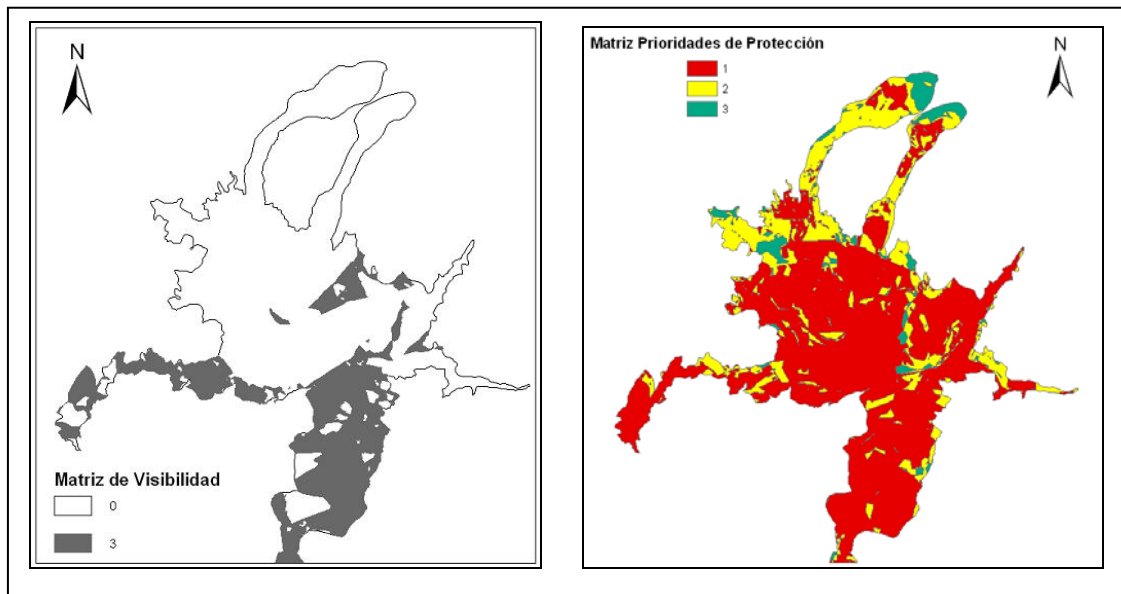 N
Matriz de Visibilidad
0
3
Matriz Prioridades de Protección
1
2
3
N